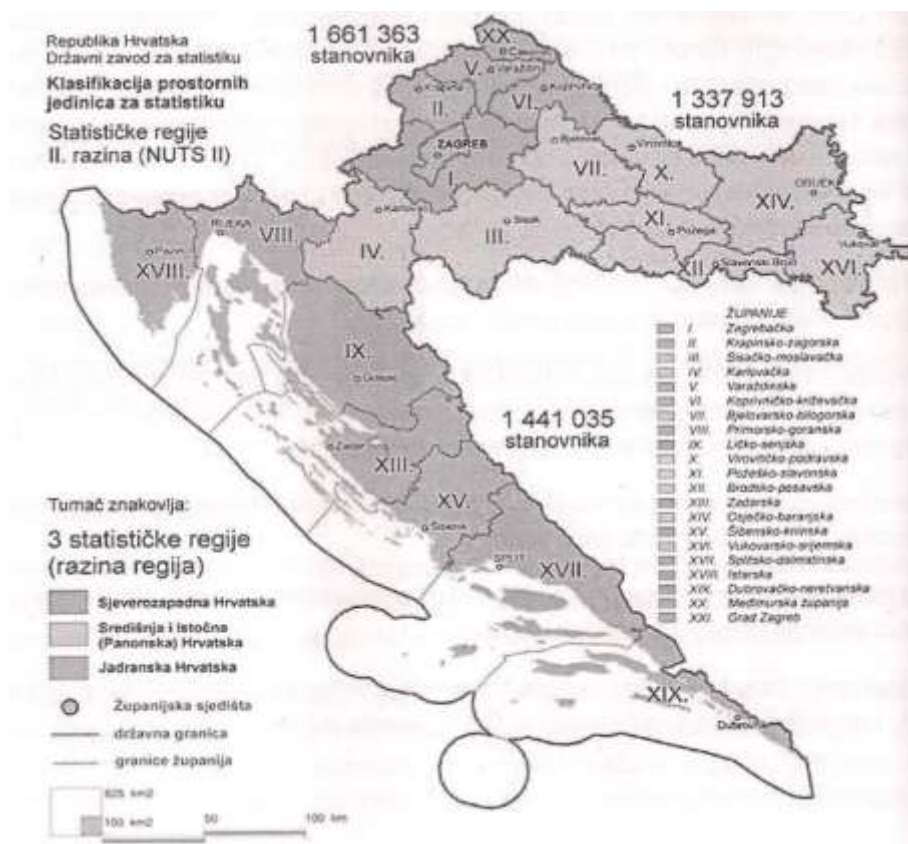 Republika Hrvatska
Državni zavod za statistiku
Klasifikacija prostornih
jedinica za statistiku
Statističke regije
II. razina (NUTS II)
1 661 363
stanovnika
1 337 913
stanovnika
1 441 035
stanovnika
XX.
V.
Varaždin
Krapina
II.
VI.
Koprivnica
ZAGREB
I.
Bjelovar
VII.
Virovitica
X.
OSIJEK
XIV.
Karlovac
IV.
Sisak
III.
XI.
Požega
XII.
Slavonski Brod
Vukovar
XVI.
RIJEKA
VIII.
Pazin
XVIII.
IX.
Gospić
Zadar
XIII.
XV.
Šibenik
SPLIT
XVII.
XIX.
Dubrovnik
ŽUPANIJE
I. Zagrebačka
II. Krapinsko-zagorska
III. Sisačko-moslavačka
IV. Karlovačka
V. Varaždinska
VI. Koprivničko-križevačka
VII. Bjelovarsko-bilogorska
VIII. Primorsko-goranska
IX. Ličko-senjska
X. Virovitičko-podravska
XI. Požeško-slavonska
XII. Brodsko-posavska
XIII. Zadarska
XIV. Osječko-baranjska
XV. Šibensko-kninska
XVI. Vukovarsko-srijemska
XVII. Splitsko-dalmatinska
XVIII. Istarska
XIX. Dubrovačko-neretvanska
XX. Međimurska županija
XXI. Grad Zagreb
Tumač znakovlja:
3 statističke regije
(razina regija)
Sjeverozapadna Hrvatska
Središnja i Istočna
(Panonska) Hrvatska
Jadranska Hrvatska
Županijska sjedišta
državna granica
granice županija
625 km2
100 km2
50
100 km